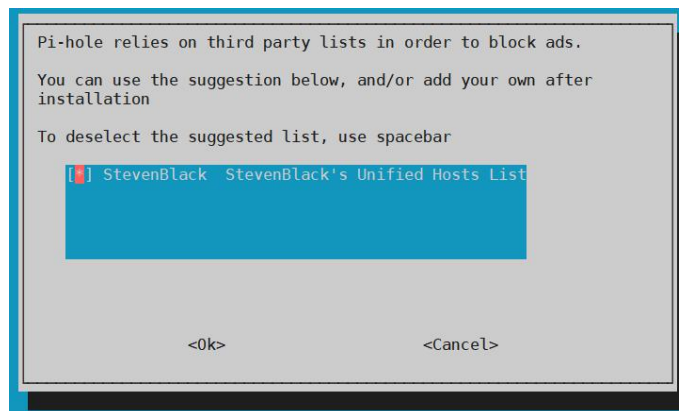 Pi-hole relies on third party lists in order to block ads.
You can use the suggestion below, and/or add your own after
installation
To deselect the suggested list, use spacebar
[*] StevenBlack  StevenBlack's Unified Hosts List
<Ok> <Cancel>